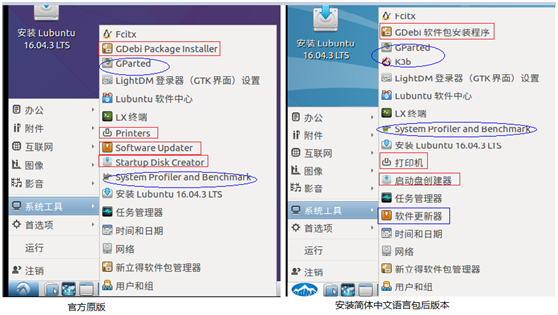 安装 Lubuntu
16.04.3 LTS
Fcitx
GDebi Package Installer
GParted
LightDM 登录器（GTK 界面）设置
Lubuntu 软件中心
LX 终端
Printers
Software Updater
Startup Disk Creator
System Profiler and Benchmark
安装 Lubuntu 16.04.3 LTS
任务管理器
时间和日期
网络
新立得软件包管理器
用户和组
办公
附件
互联网
图像
影音
系统工具
首选项
运行
注销
官方原版
安装 Lubuntu
16.04.3 LTS
Fcitx
GDebi 软件包安装程序
GParted
K3b
LightDM 登录器（GTK 界面）设置
Lubuntu 软件中心
LX 终端
System Profiler and Benchmark
安装 Lubuntu 16.04.3 LTS
打印机
启动盘创建器
任务管理器
软件更新器
时间和日期
网络
新立得软件包管理器
用户和组
办公
附件
互联网
图像
影音
系统工具
首选项
运行
注销
安装简体中文语言包后版本